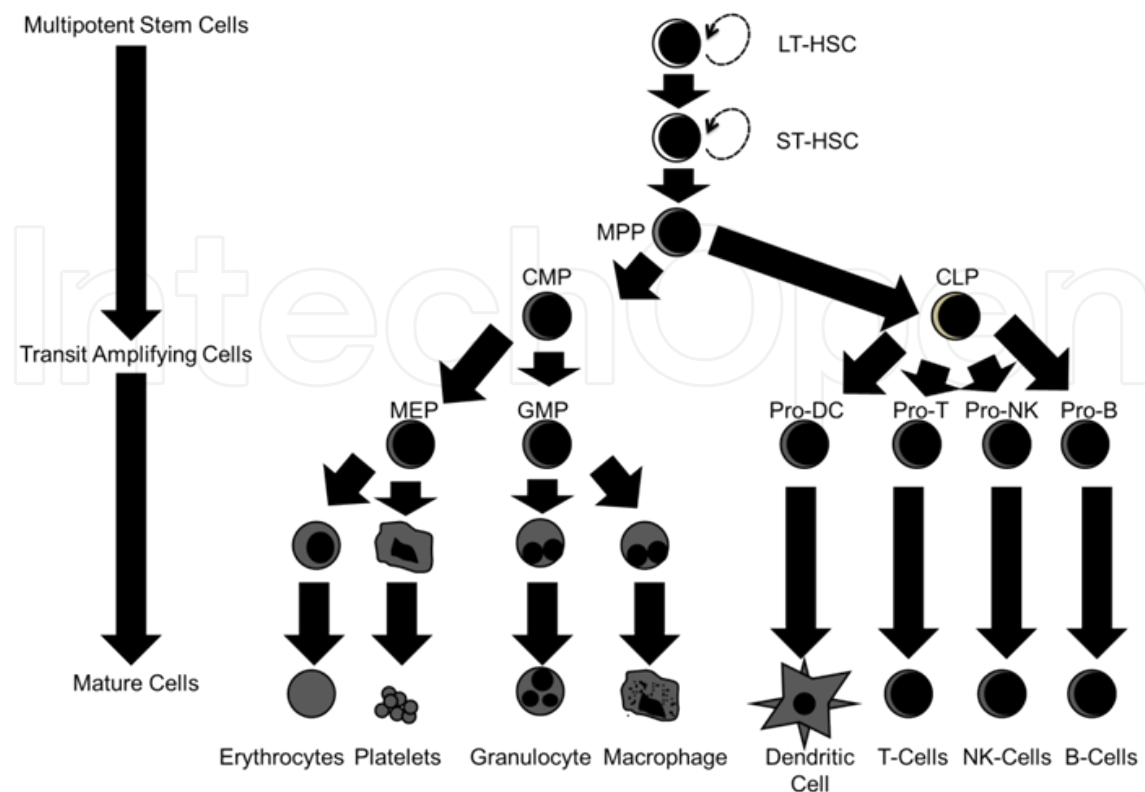 Multipotent Stem Cells
LT-HSC
ST-HSC
MPP
CMP
CLP
Transit Amplifying Cells
MEP
GMP
Pro-DC
Pro-T
Pro-NK
Pro-B
Mature Cells
Erythrocytes
Platelets
Granulocyte
Macrophage
Dendritic
Cell
T-Cells
NK-Cells
B-Cells
IntechOpen